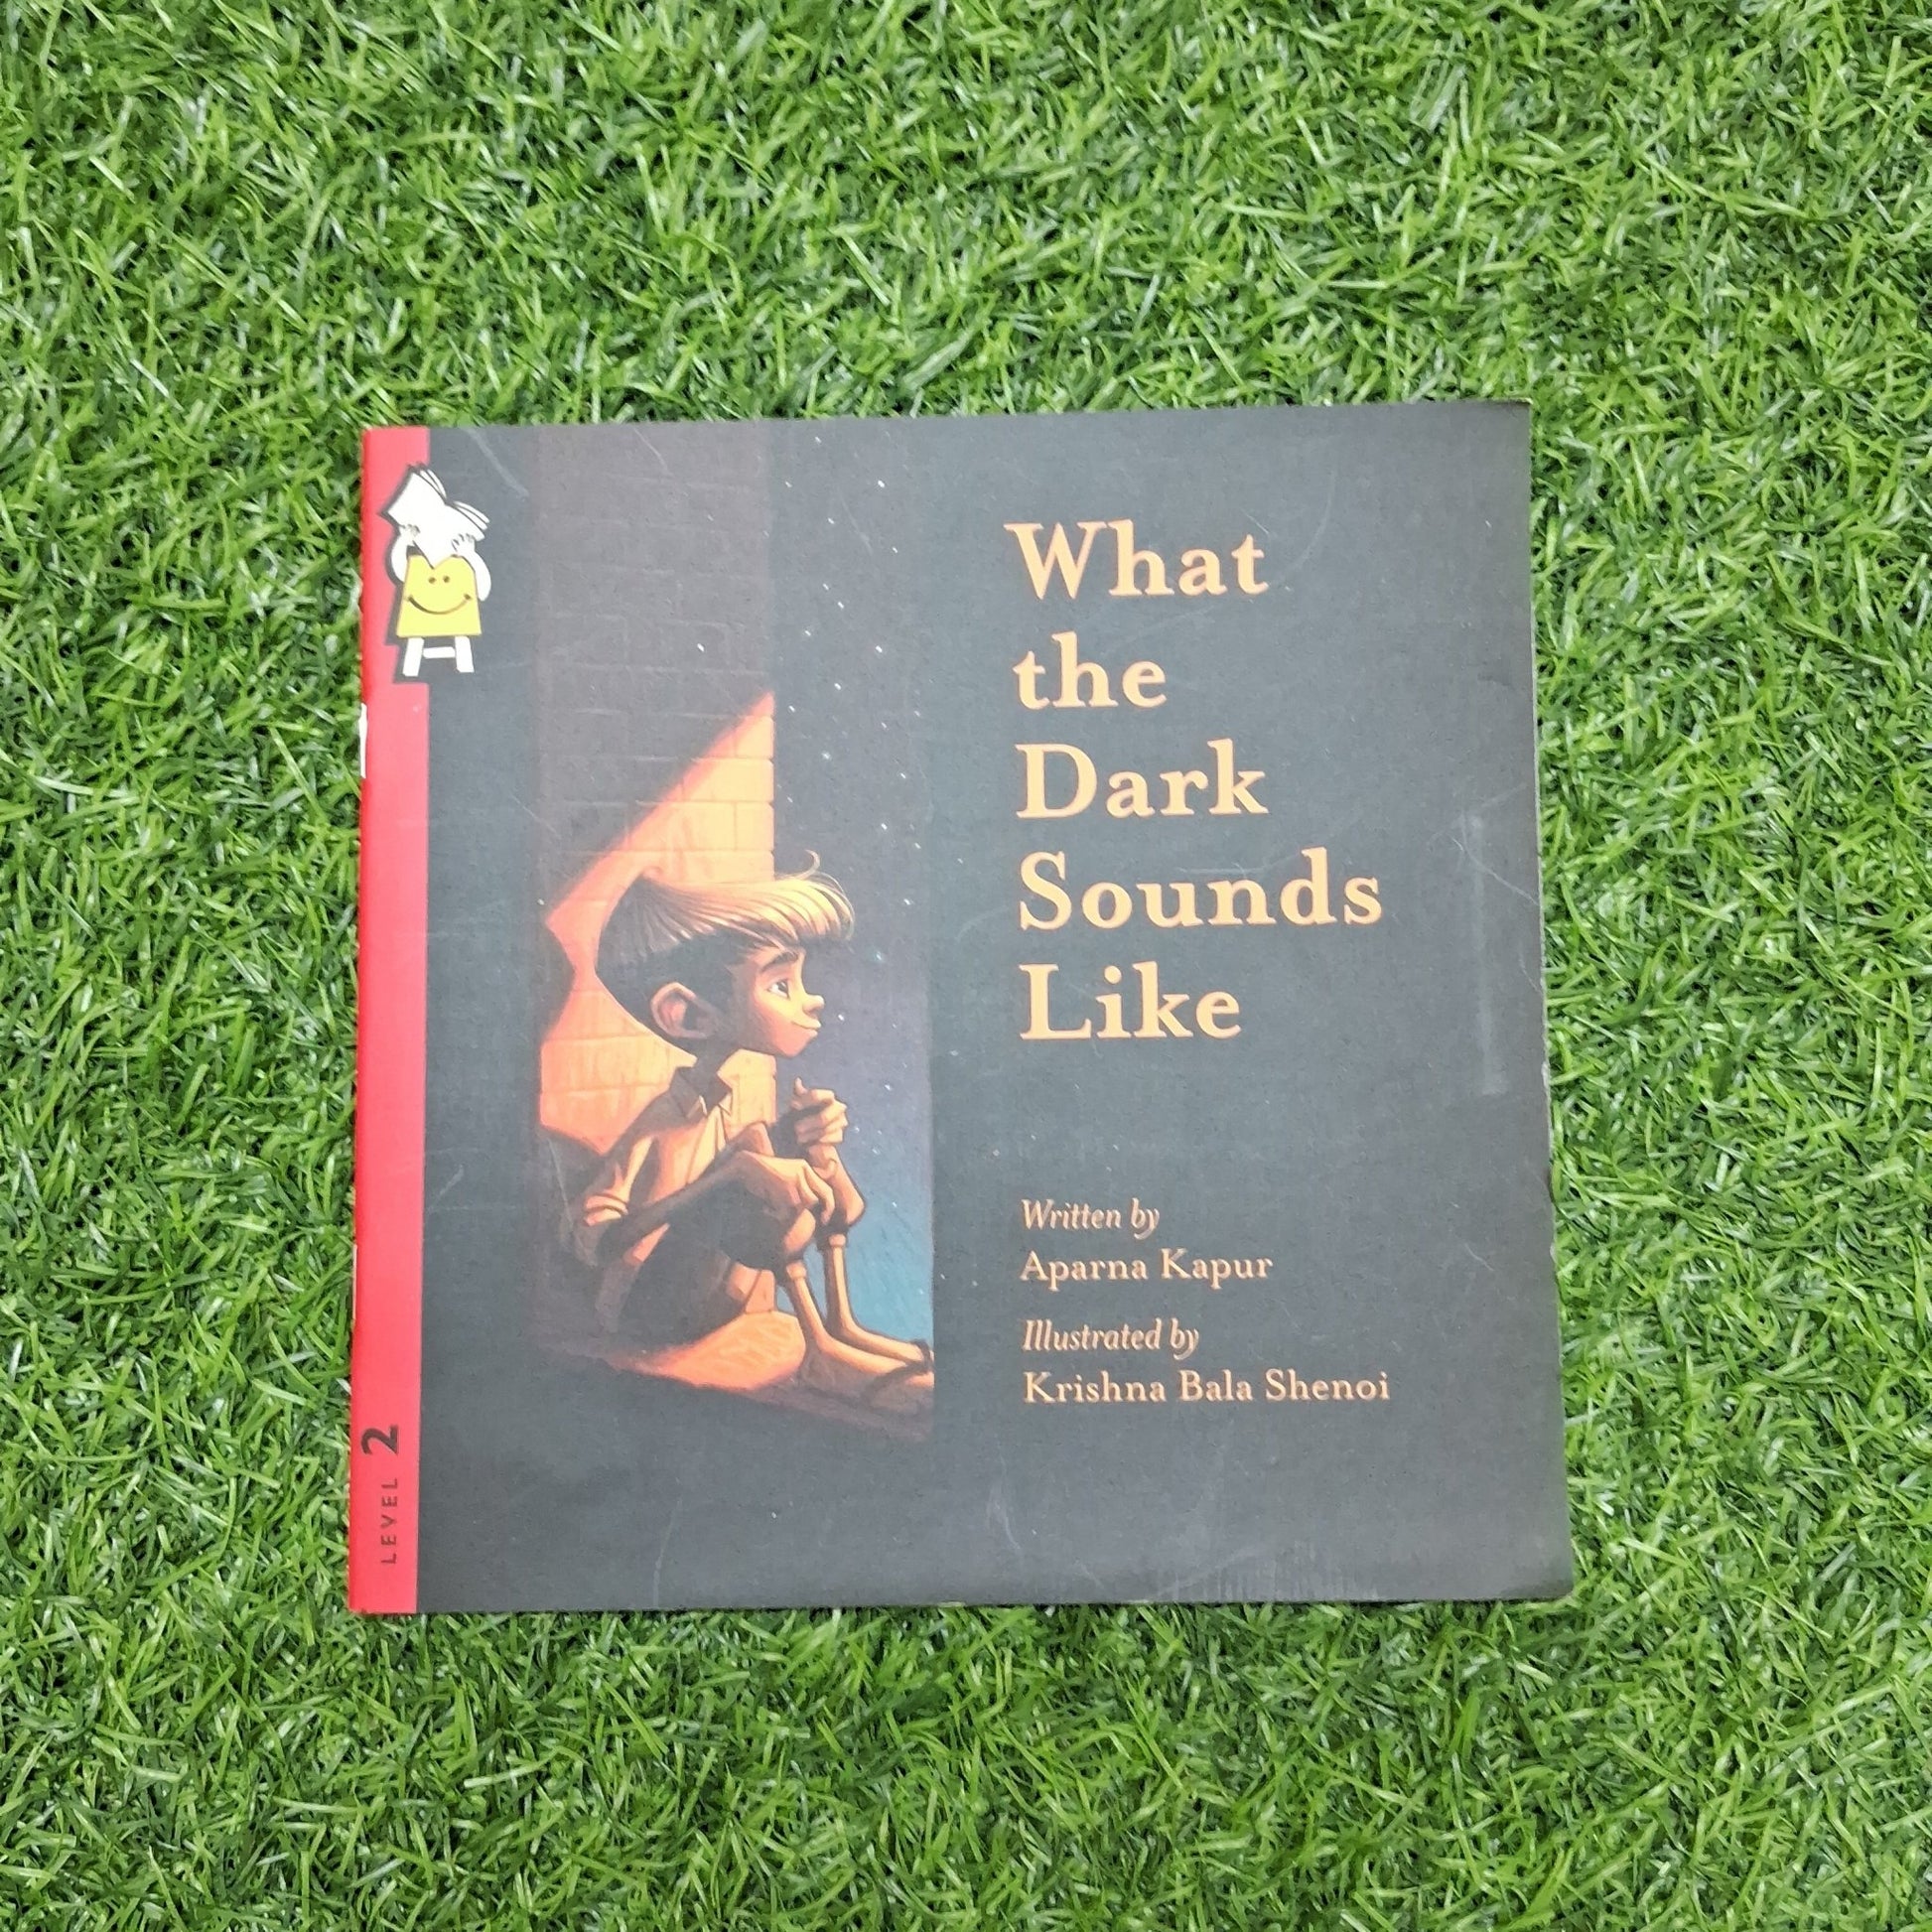 What
the
Dark
Sounds
Like
Written by
Aparna Kapur
Illustrated by
Krishna Bala Shenoi
LEVEL 2